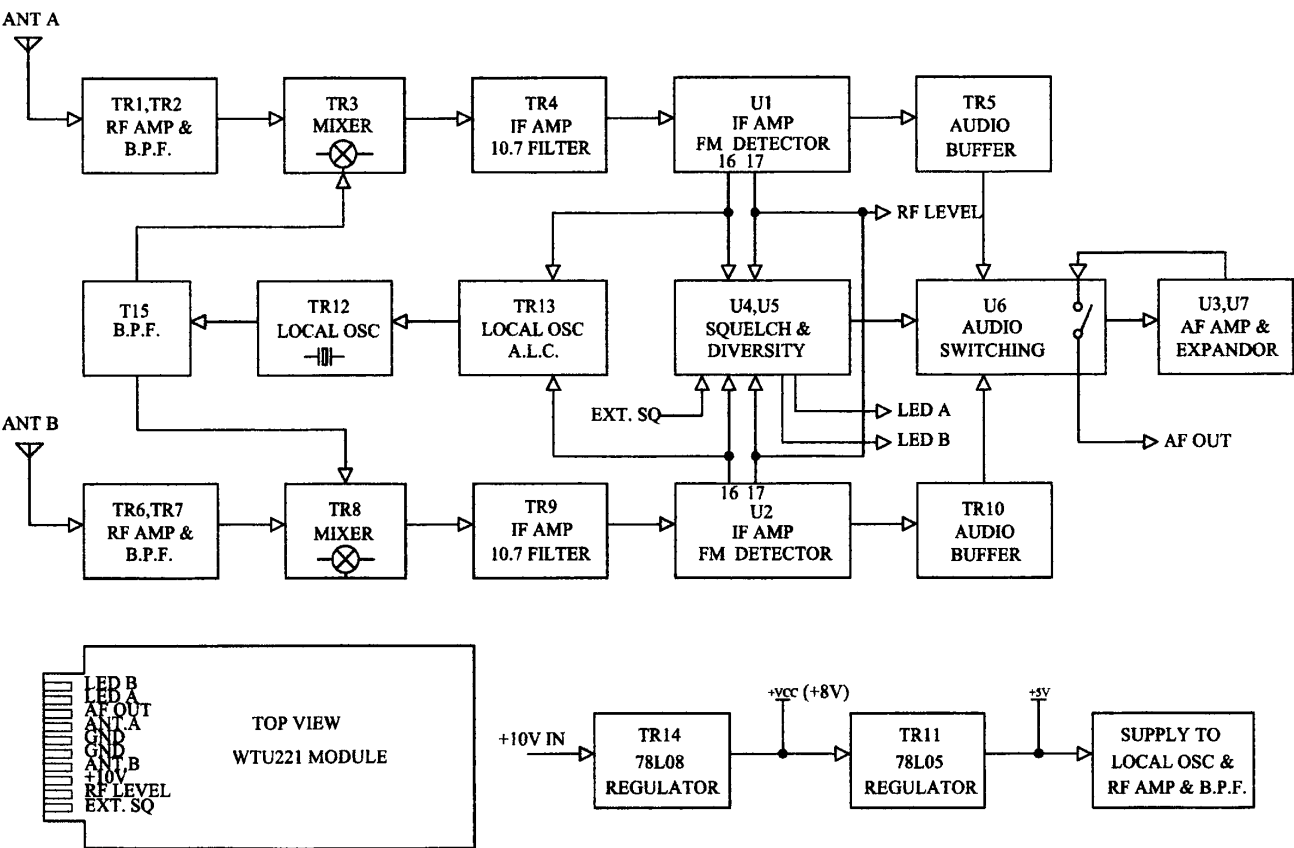 ANT A
TR1,TR2
RF AMP &
B.P.F.
TR3
MIXER
TR4
IF AMP
10.7 FILTER
U1
IF AMP
FM DETECTOR
16 17
TR5
AUDIO
BUFFER
RF LEVEL
T15
B.P.F.
TR12
LOCAL OSC
TR13
LOCAL OSC
A.L.C.
U4,U5
SQUELCH &
DIVERSITY
U6
AUDIO
SWITCHING
U3,U7
AF AMP &
EXPANDOR
EXT. SQ
LED A
LED B
AF OUT
ANT B
TR6,TR7
RF AMP &
B.P.F.
TR8
MIXER
TR9
IF AMP
10.7 FILTER
16 17
U2
IF AMP
FM DETECTOR
TR10
AUDIO
BUFFER
LED B
LED A
AF OUT
ANT.A
GND
GND
ANT.B
+10V
RF LEVEL
EXT. SQ
TOP VIEW
WTU221 MODULE
+10V IN
TR14
78L08
REGULATOR
+VCC (+8V)
TR11
78L05
REGULATOR
+5V
SUPPLY TO
LOCAL OSC &
RF AMP & B.P.F.